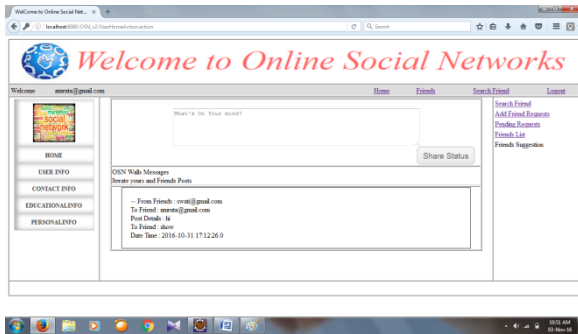 WelCome to Online Social Net...
localhost:8080/OSN_v2/UserHomeAction.action
Search
Welcome to Online Social Networks
Welcome amruta@gmail.com Home Friends Search Friend Logout
Search Friend
Add Friend Requests
Pending Requests
Friends List
Friends Suggestion
social
network
HOME
USER INFO
CONTACT INFO
EDUCATIONALINFO
PERSONALINFO
What's On Your mind?
Share Status
OSN Walls Messages
Iterate yours and Friends Posts
-- From Friends : swati@gmail.com
To Friend : amruta@gmail.com
Post Details : hi
To Friend : show
Date Time : 2016-10-31 17:12:26.0
10:51 AM
03-Nov-16